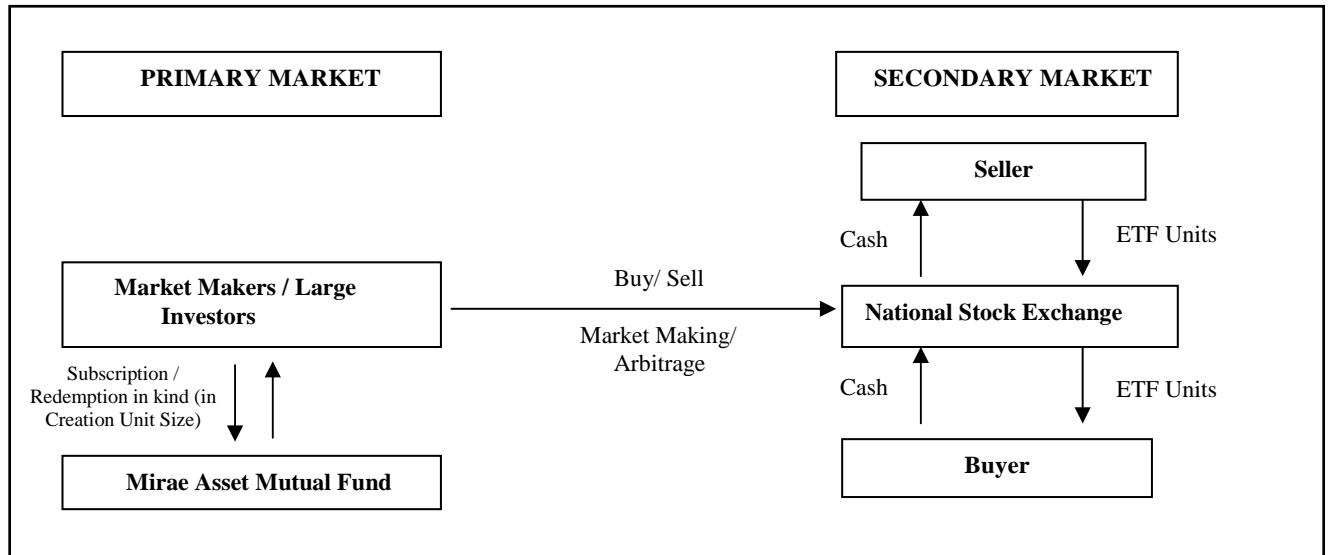 PRIMARY MARKET
SECONDARY MARKET
Seller
Cash
ETF Units
Market Makers / Large
Investors
Buy/ Sell
Market Making/
Arbitrage
National Stock Exchange
Subscription /
Redemption in kind (in
Creation Unit Size)
Cash
ETF Units
Mirae Asset Mutual Fund
Buyer